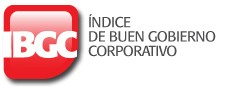 IBGC
ÍNDICE
DE BUEN GOBIERNO
CORPORATIVO